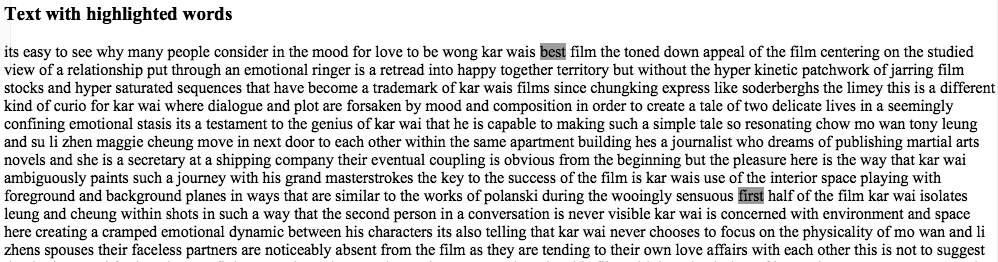 Text with highlighted words
its easy to see why many people consider in the mood for love to be wong kar wais best film the toned down appeal of the film centering on the studied
view of a relationship put through an emotional ringer is a retread into happy together territory but without the hyper kinetic patchwork of jarring film
stocks and hyper saturated sequences that have become a trademark of kar wais films since chungking express like soderberghs the limey this is a different
kind of curio for kar wai where dialogue and plot are forsaken by mood and composition in order to create a tale of two delicate lives in a seemingly
confining emotional stasis its a testament to the genius of kar wai that he is capable to making such a simple tale so resonating chow mo wan tony leung
and su li zhen maggie cheung move in next door to each other within the same apartment building hes a journalist who dreams of publishing martial arts
novels and she is a secretary at a shipping company their eventual coupling is obvious from the beginning but the pleasure here is the way that kar wai
ambiguously paints such a journey with his grand masterstrokes the key to the success of the film is kar wais use of the interior space playing with
foreground and background planes in ways that are similar to the works of polanski during the wooingly sensuous first half of the film kar wai isolates
leung and cheung within shots in such a way that the second person in a conversation is never visible kar wai is concerned with environment and space
here creating a cramped emotional dynamic between his characters its also telling that kar wai never chooses to focus on the physicality of mo wan and li
zhens spouses their faceless partners are noticeably absent from the film as they are tending to their own love affairs with each other this is not to suggest